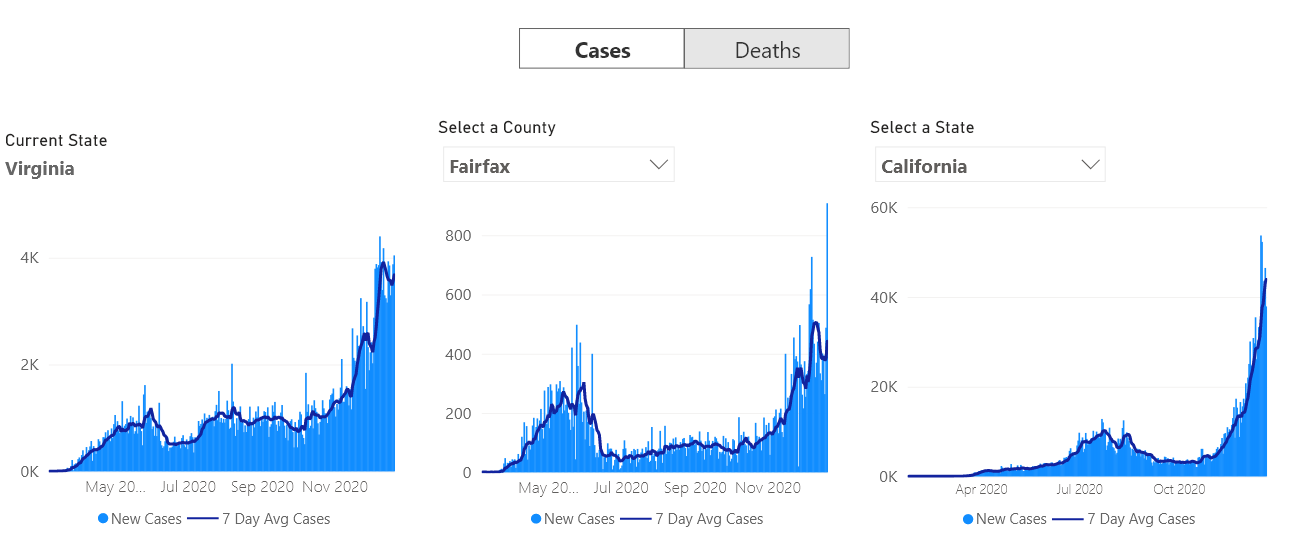 Cases Deaths
Current State
Virginia
4K
2K
0K
May 20... Jul 2020 Sep 2020 Nov 2020
New Cases 7 Day Avg Cases
Select a County
Fairfax
800
600
400
200
0
May 20... Jul 2020 Sep 2020 Nov 2020
New Cases 7 Day Avg Cases
Select a State
California
60K
40K
20K
0K
Apr 2020 Jul 2020 Oct 2020
New Cases 7 Day Avg Cases